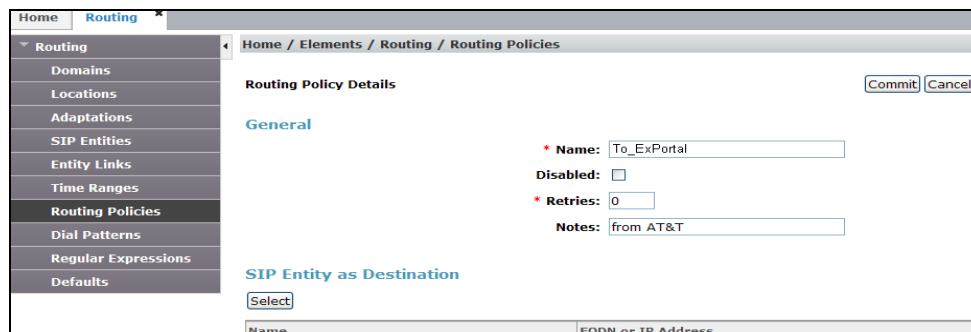 Home Routing ×
Routing
Domains
Locations
Adaptations
SIP Entities
Entity Links
Time Ranges
Routing Policies
Dial Patterns
Regular Expressions
Defaults
Home / Elements / Routing / Routing Policies
Routing Policy Details Commit Cancel
General
* Name: To_ExPortal
Disabled:
* Retries: 0
Notes: from AT&T
SIP Entity as Destination
Select
Name FQDN or IP Address